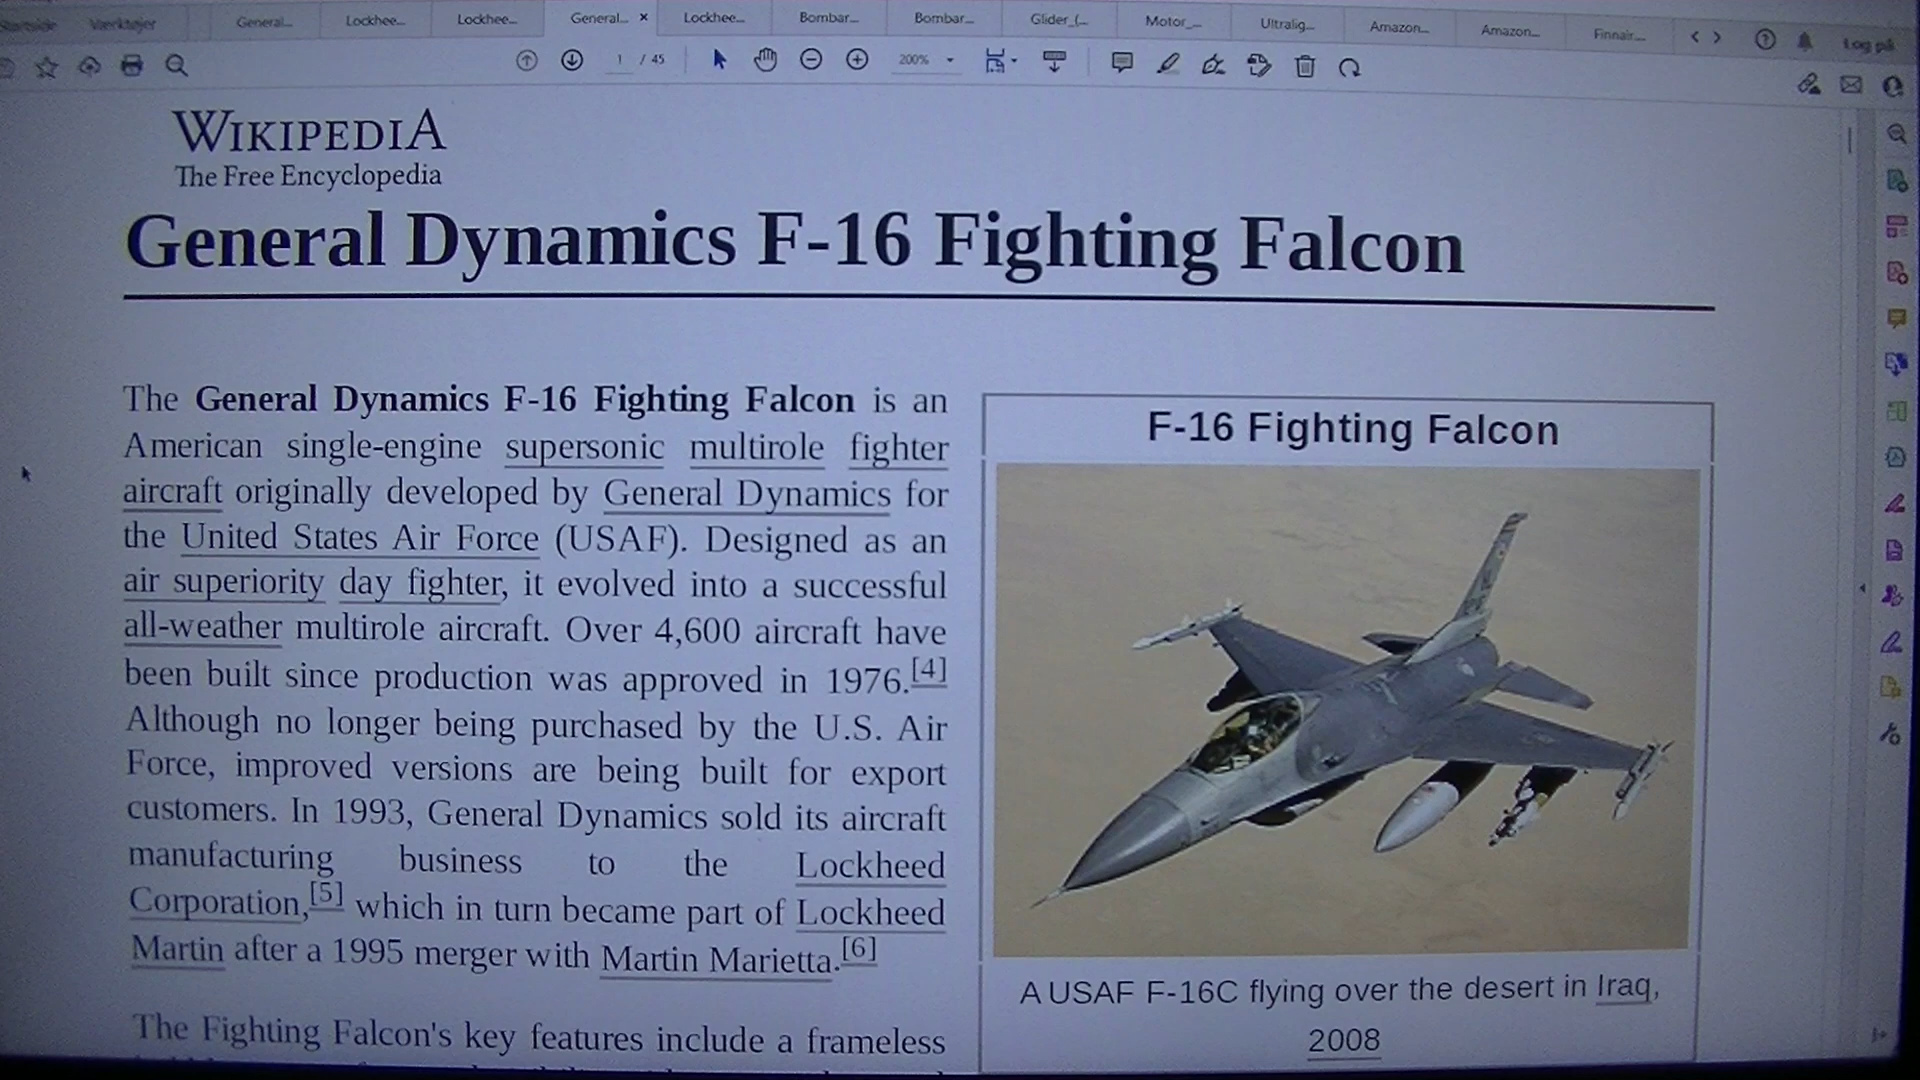 Værktøjer
General...
Lockhee...
Lockhee...
General...
Lockhee...
Bombar...
Bombar...
Glider_(...
Motor_...
Ultralig...
Amazon...
Amazon...
Finnair...
Log på
1 / 45
200%
WIKIPEDIA
The Free Encyclopedia
General Dynamics F-16 Fighting Falcon
The General Dynamics F-16 Fighting Falcon is an
American single-engine supersonic multirole fighter
aircraft originally developed by General Dynamics for
the United States Air Force (USAF). Designed as an
air superiority day fighter, it evolved into a successful
all-weather multirole aircraft. Over 4,600 aircraft have
been built since production was approved in 1976.[4]
Although no longer being purchased by the U.S. Air
Force, improved versions are being built for export
customers. In 1993, General Dynamics sold its aircraft
manufacturing business to the Lockheed
Corporation,[5] which in turn became part of Lockheed
Martin after a 1995 merger with Martin Marietta.[6]
The Fighting Falcon's key features include a frameless
F-16 Fighting Falcon
A USAF F-16C flying over the desert in Iraq,
2008